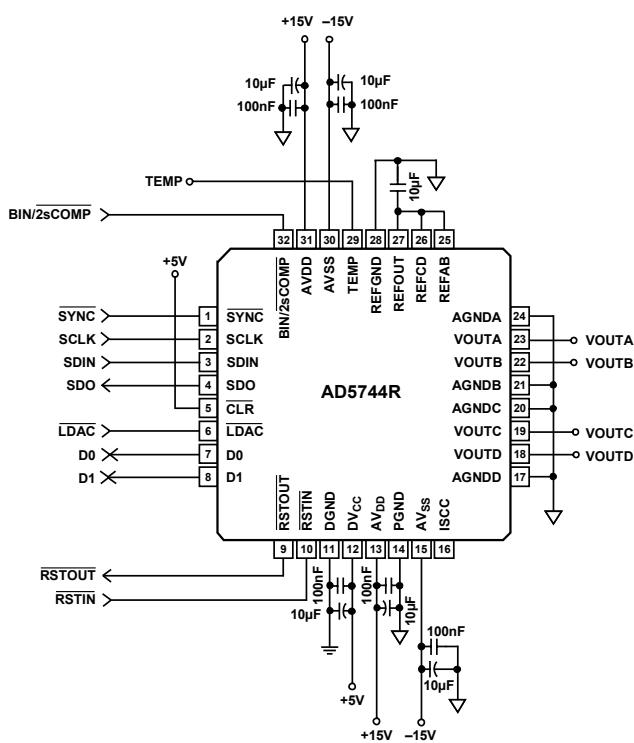 +15V –15V
10µF 10µF
100nF 100nF
TEMP
10µF
BIN/2sCOMP
32 31 30 29 28 27 26 25
BIN/2sCOMP AVDD AVSS TEMP REFGND REFOUT REFCD REFAB
+5V
SYNC 1 SYNC AGNDA 24
SCLK 2 SCLK VOUTA 23 VOUTA
SDIN 3 SDIN VOUTB 22 VOUTB
SDO 4 SDO AGNDB 21
AD5744R
5 CLR AGNDC 20
LDAC 6 LDAC VOUTC 19 VOUTC
D0 7 D0 VOUTD 18 VOUTD
D1 8 D1 AGNDD 17
RSTOUT RSTIN DGND DVCC AVDD PGND AVSS ISCC
9 10 11 12 13 14 15 16
RSTOUT
RSTIN
100nF 100nF
10µF 10µF
100nF
10µF
+5V
+15V –15V